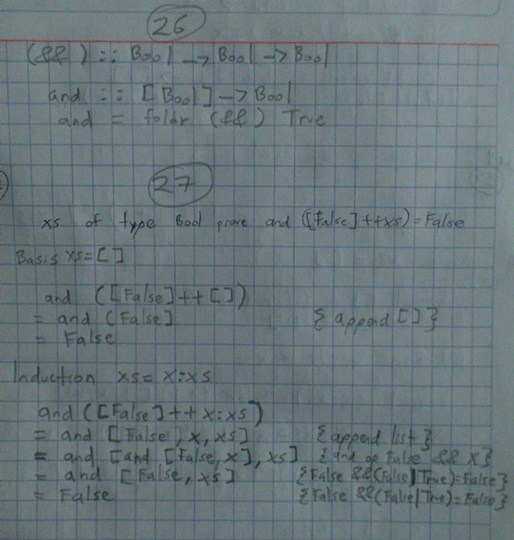 26
(&&) :: Bool -> Bool -> Bool
and :: [Bool] -> Bool
and = foldr (&&) True
27
xs of type Bool prove and ([False]++xs)=False
Basis xs=[]
and ([False]++[])
= and [False] {append []}
= False
Induction xs= x:xs
and([False]++x:xs)
= and [False, x, xs] {append list}
= and [and [False, x], xs] {and False && x}
= and [False, xs] {False &&(False|True)=False}
= False {False &&(False|True)=False}